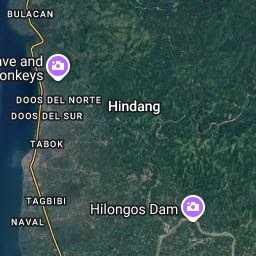 BULACAN
ave and
onkeys
DOOS DEL NORTE
Hindang
DOOS DEL SUR
TABOK
TAGBIBI
Hilongos Dam
NAVAL